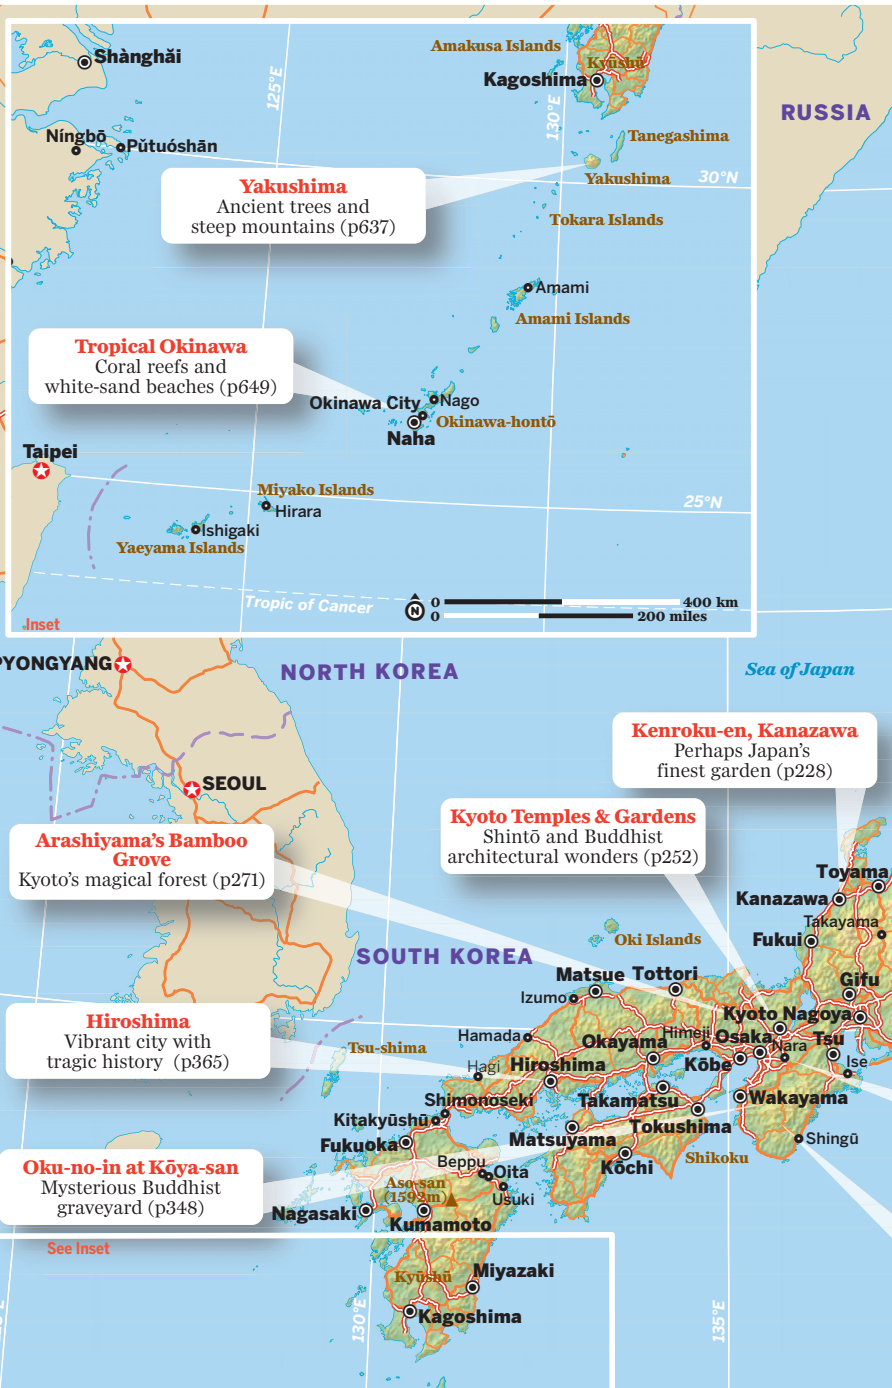 Shànghǎi
Amakusa Islands
Kyūshū
Kagoshima
125°E
130°E
RUSSIA
Níngbō
Pǔtuóshān
Tanegashima
Yakushima
30°N
Yakushima
Ancient trees and
steep mountains (p637)
Tokara Islands
Amami
Amami Islands
Tropical Okinawa
Coral reefs and
white-sand beaches (p649)
Okinawa City
Nago
Okinawa-hontō
Naha
Taipei
Miyako Islands
Hirara
25°N
Ishigaki
Yaeyama Islands
Tropic of Cancer
N
0
400 km
0
200 miles
Inset
PYONGYANG
NORTH KOREA
Sea of Japan
Kenroku-en, Kanazawa
Perhaps Japan's
finest garden (p228)
SEOUL
Kyoto Temples & Gardens
Shintō and Buddhist
architectural wonders (p252)
Arashiyama's Bamboo
Grove
Kyoto's magical forest (p271)
Toyama
Kanazawa
Takayama
Oki Islands
Fukui
SOUTH KOREA
Matsue
Tottori
Gifu
Izumo
Hiroshima
Vibrant city with
tragic history (p365)
Kyoto
Nagoya
Hamada
Okayama
Himeji
Osaka
Tsu
Tsu-shima
Nara
Hagi
Hiroshima
Kōbe
Ise
Shimonoseki
Takamatsu
Wakayama
Kitakyūshū
Tokushima
Fukuoka
Matsuyama
Shingū
Oku-no-in at Kōya-san
Mysterious Buddhist
graveyard (p348)
Beppu
Oita
Kōchi
Shikoku
Aso-san
(1592m)
Usuki
Nagasaki
Kumamoto
See Inset
Kyūshū
Miyazaki
Kagoshima
130°E
135°E